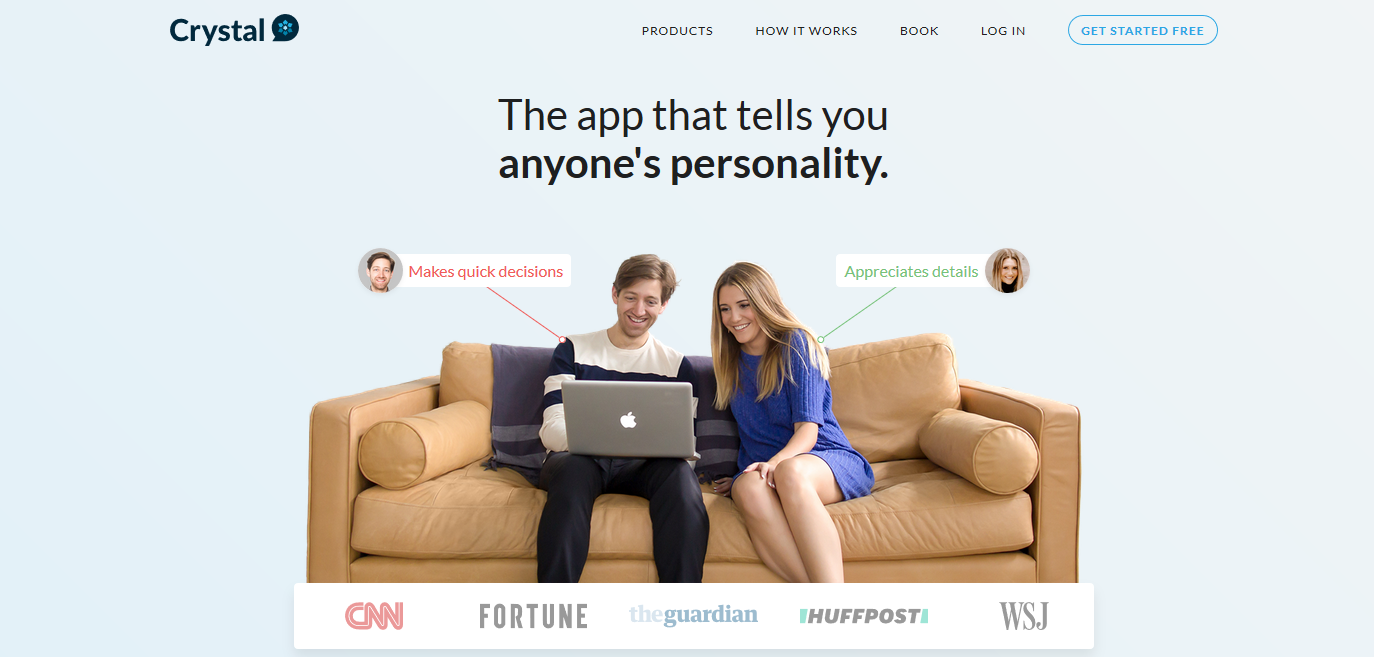 Crystal
PRODUCTS
HOW IT WORKS
BOOK
LOG IN
GET STARTED FREE
The app that tells you
anyone's personality.
Makes quick decisions
Appreciates details
CNN
FORTUNE
theguardian
HUFFPOST
WSJ